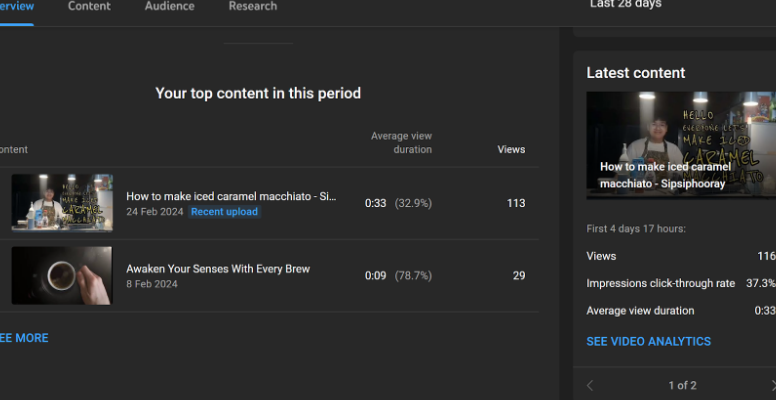 erview Content Audience Research
Last 28 days
Your top content in this period
ontent
Average view
duration
Views
How to make iced caramel macchiato - Si...
24 Feb 2024 Recent upload
0:33 (32.9%)
113
Awaken Your Senses With Every Brew
8 Feb 2024
0:09 (78.7%)
29
EE MORE
Latest content
HELLO
EVERYONE LET'S
MAKE ICED
CARAMEL
How to make iced caramel
macchiato - Sipsiphooray
First 4 days 17 hours:
Views 116
Impressions click-through rate 37.3%
Average view duration 0:33
SEE VIDEO ANALYTICS
1 of 2